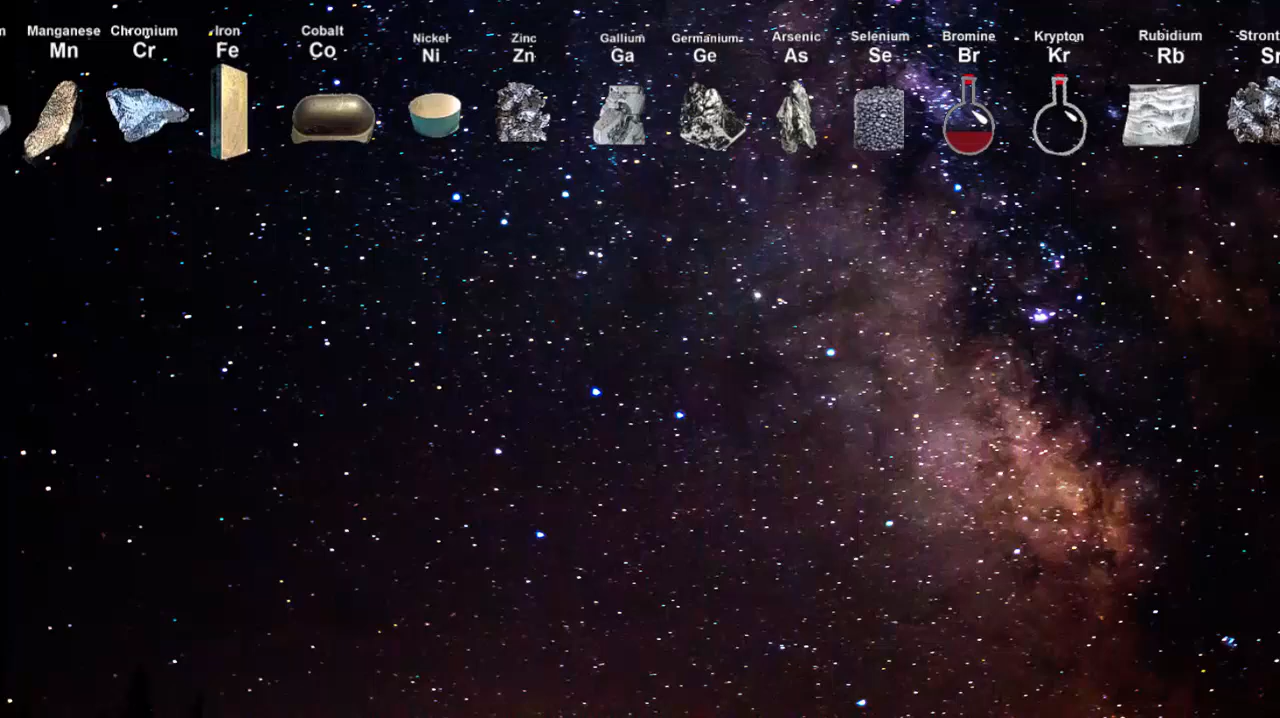 Manganese
Mn
Chromium
Cr
Iron
Fe
Cobalt
Co
Nickel
Ni
Zinc
Zn
Gallium
Ga
Germanium
Ge
Arsenic
As
Selenium
Se
Bromine
Br
Krypton
Kr
Rubidium
Rb